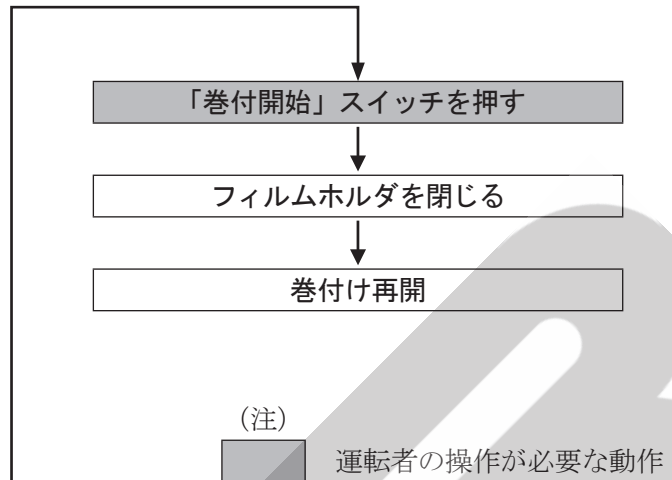 「巻付開始」スイッチを押す
フィルムホルダを閉じる
巻付け再開
(注)
運転者の操作が必要な動作